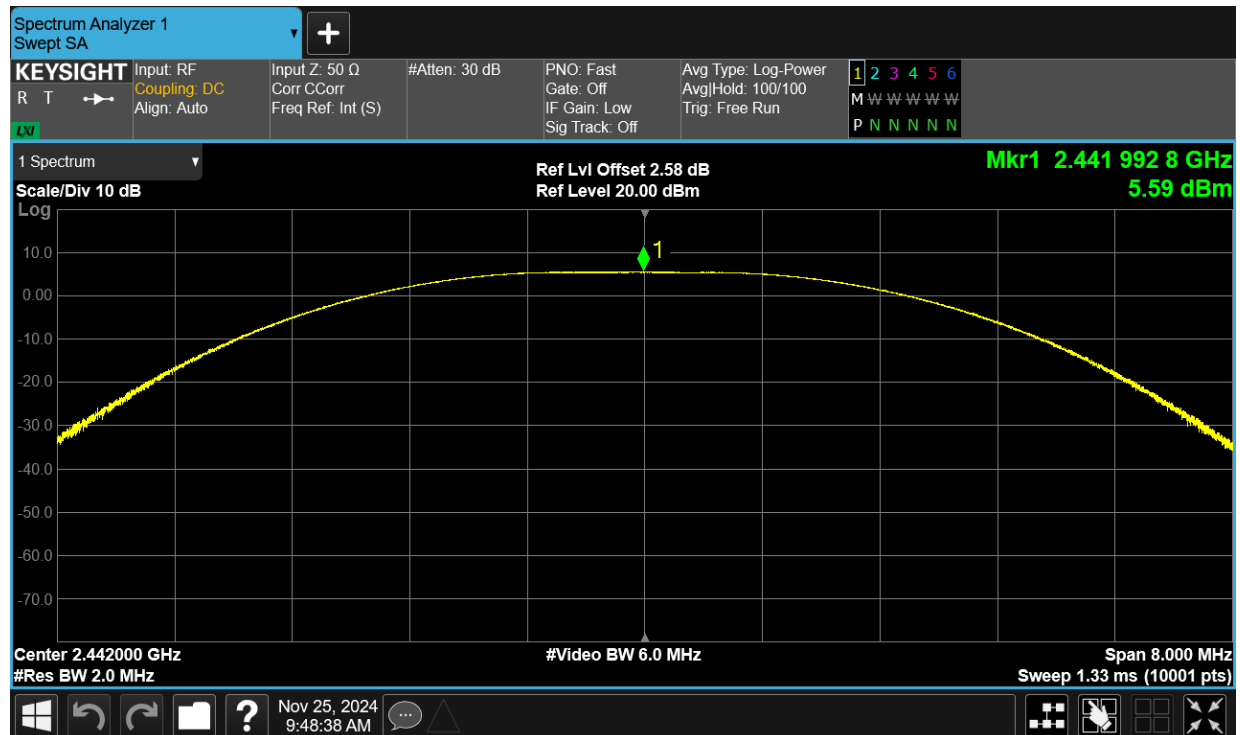 Spectrum Analyzer 1
Swept SA
KEYSIGHT
R T
LXI
Input: RF
Coupling: DC
Align: Auto
Input Z: 50 Ω
Corr CCorr
Freq Ref: Int (S)
#Atten: 30 dB
PNO: Fast
Gate: Off
IF Gain: Low
Sig Track: Off
Avg Type: Log-Power
Avg|Hold: 100/100
Trig: Free Run
1 2 3 4 5 6
M W W W W W
P N N N N N
1 Spectrum
Scale/Div 10 dB
Log
Ref Lvl Offset 2.58 dB
Ref Level 20.00 dBm
Mkr1 2.441 992 8 GHz
5.59 dBm
1
10.0
0.00
-10.0
-20.0
-30.0
-40.0
-50.0
-60.0
-70.0
Center 2.442000 GHz
#Res BW 2.0 MHz
#Video BW 6.0 MHz
Span 8.000 MHz
Sweep 1.33 ms (10001 pts)
?
Nov 25, 2024
9:48:38 AM